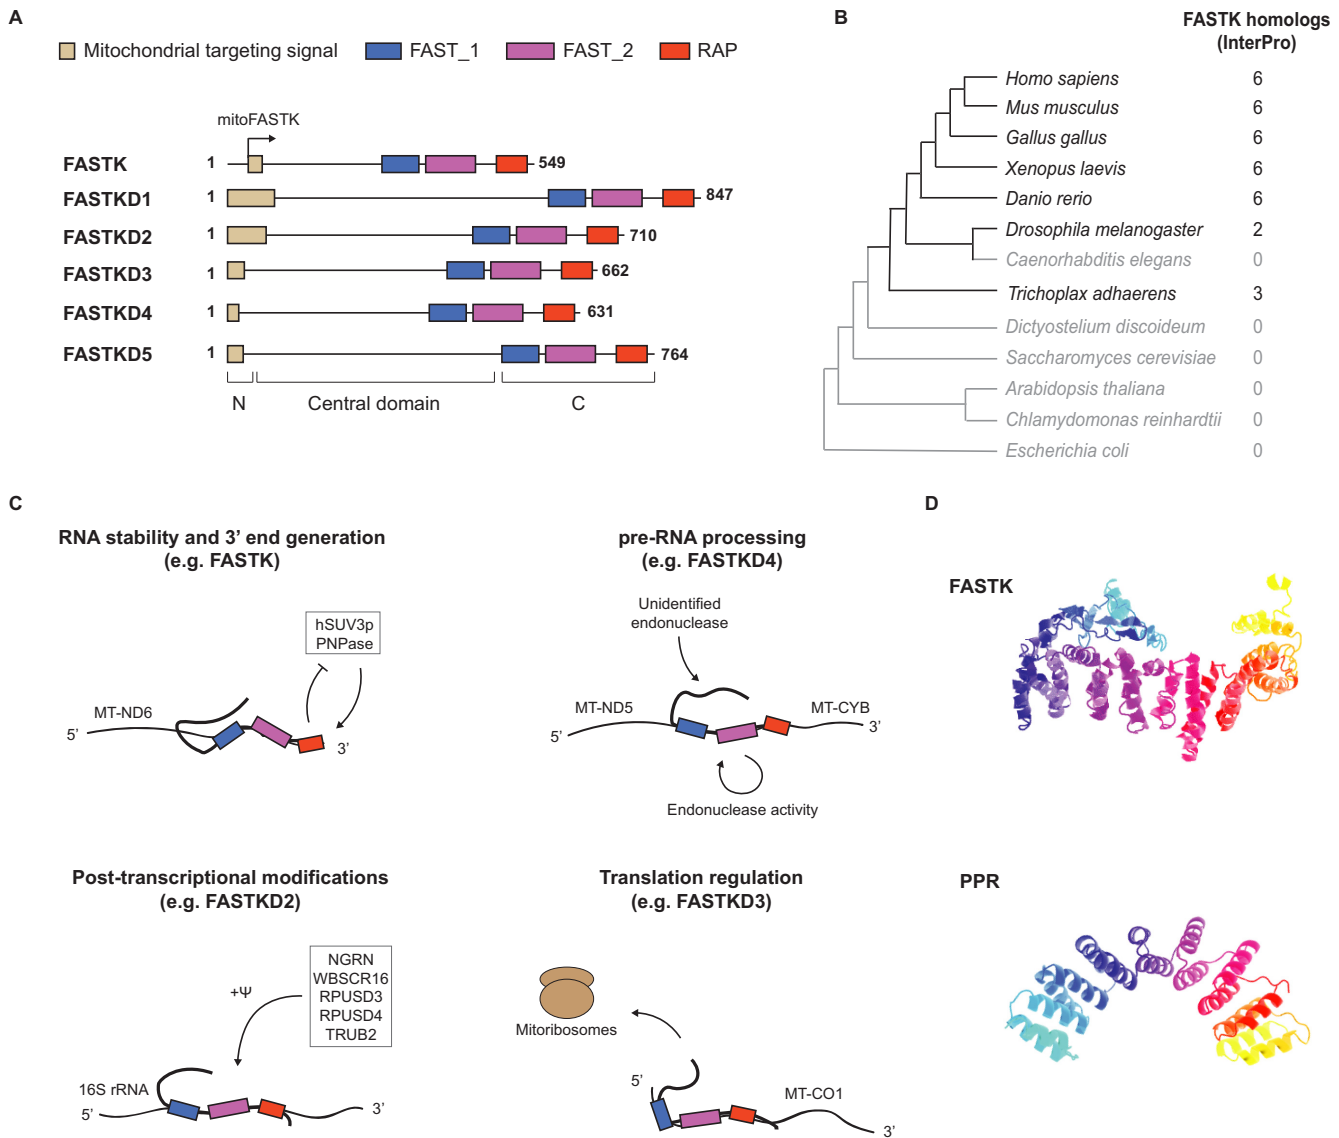 A
Mitochondrial targeting signal
FAST_1
FAST_2
RAP
mitoFASTK
FASTK 1 549
FASTKD1 1 847
FASTKD2 1 710
FASTKD3 1 662
FASTKD4 1 631
FASTKD5 1 764
N Central domain C
B
FASTK homologs
(InterPro)
Homo sapiens 6
Mus musculus 6
Gallus gallus 6
Xenopus laevis 6
Danio rerio 6
Drosophila melanogaster 2
Caenorhabditis elegans 0
Trichoplax adhaerens 3
Dictyostelium discoideum 0
Saccharomyces cerevisiae 0
Arabidopsis thaliana 0
Chlamydomonas reinhardtii 0
Escherichia coli 0
C
RNA stability and 3’ end generation
(e.g. FASTK)
hSUV3p
PNPase
MT-ND6
5’
3’
pre-RNA processing
(e.g. FASTKD4)
Unidentified
endonuclease
MT-ND5
MT-CYB
5’
3’
Endonuclease activity
Post-transcriptional modifications
(e.g. FASTKD2)
NGRN
WBSCR16
RPUSD3
RPUSD4
TRUB2
+Ψ
16S rRNA
5’
3’
Translation regulation
(e.g. FASTKD3)
Mitoribosomes
5’
MT-CO1
3’
D
FASTK
PPR